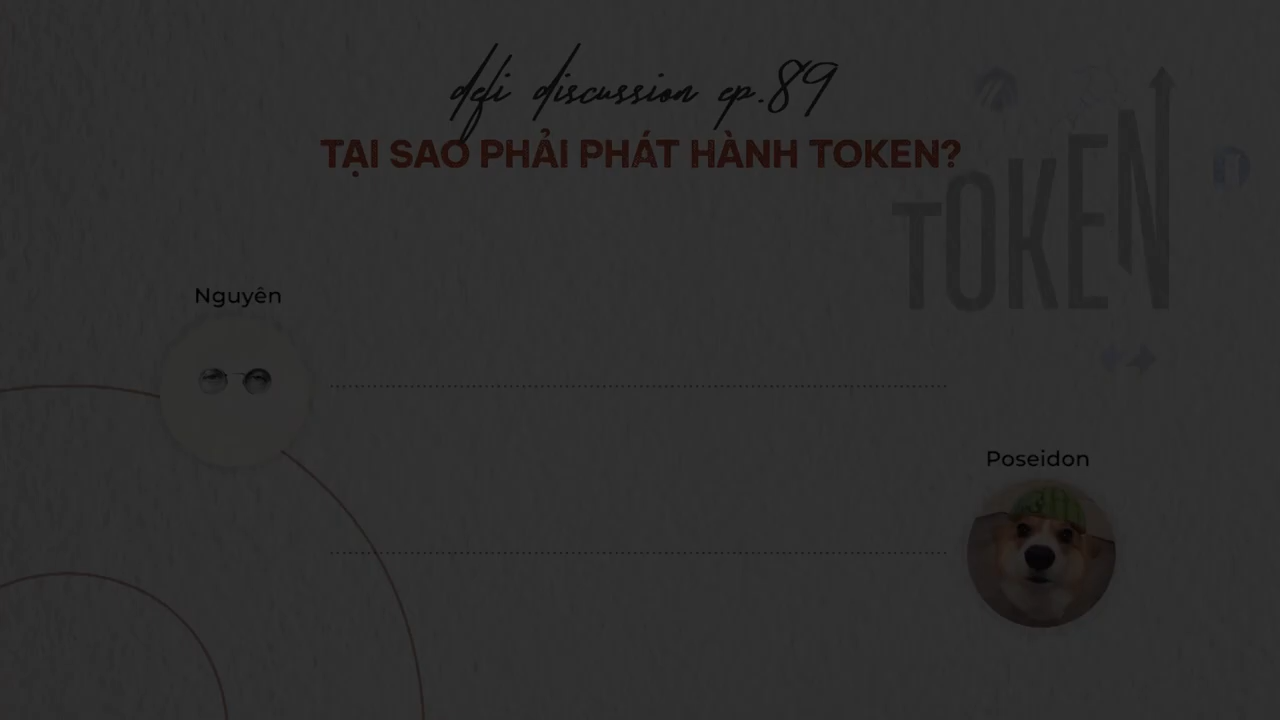 defi discussion ep.89
TẠI SAO PHẢI PHÁT HÀNH TOKEN?
TOKEN
Nguyên
Poseidon